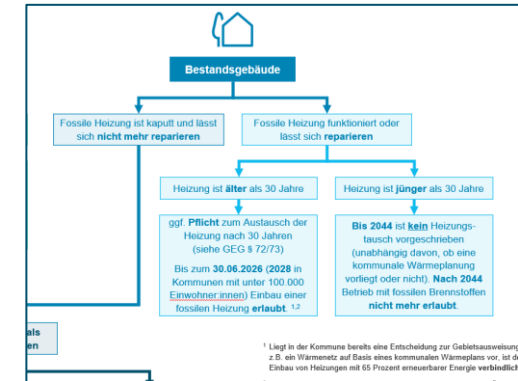 Bestandsgebäude
Fossile Heizung ist kaputt und lässt
sich nicht mehr reparieren
Fossile Heizung funktioniert oder
lässt sich reparieren
Heizung ist älter als 30 Jahre
Heizung ist jünger als 30 Jahre
ggf. Pflicht zum Austausch der
Heizung nach 30 Jahren
(siehe GEG § 72/73)
Bis zum 30.06.2026 (2028 in
Kommunen mit unter 100.000
Einwohner:innen) Einbau einer
fossilen Heizung erlaubt. 1,2
Bis 2044 ist kein Heizungs-
tausch vorgeschrieben
(unabhängig davon, ob eine
kommunale Wärmeplanung
vorliegt oder nicht). Nach 2044
Betrieb mit fossilen Brennstoffen
nicht mehr erlaubt.
als
en
1 Liegt in der Kommune bereits eine Entscheidung zur Gebietsausweisung
z.B. ein Wärmenetz auf Basis eines kommunalen Wärmeplans vor, ist d
Einbau von Heizungen mit 65 Prozent erneuerbarer Energie verbindlich